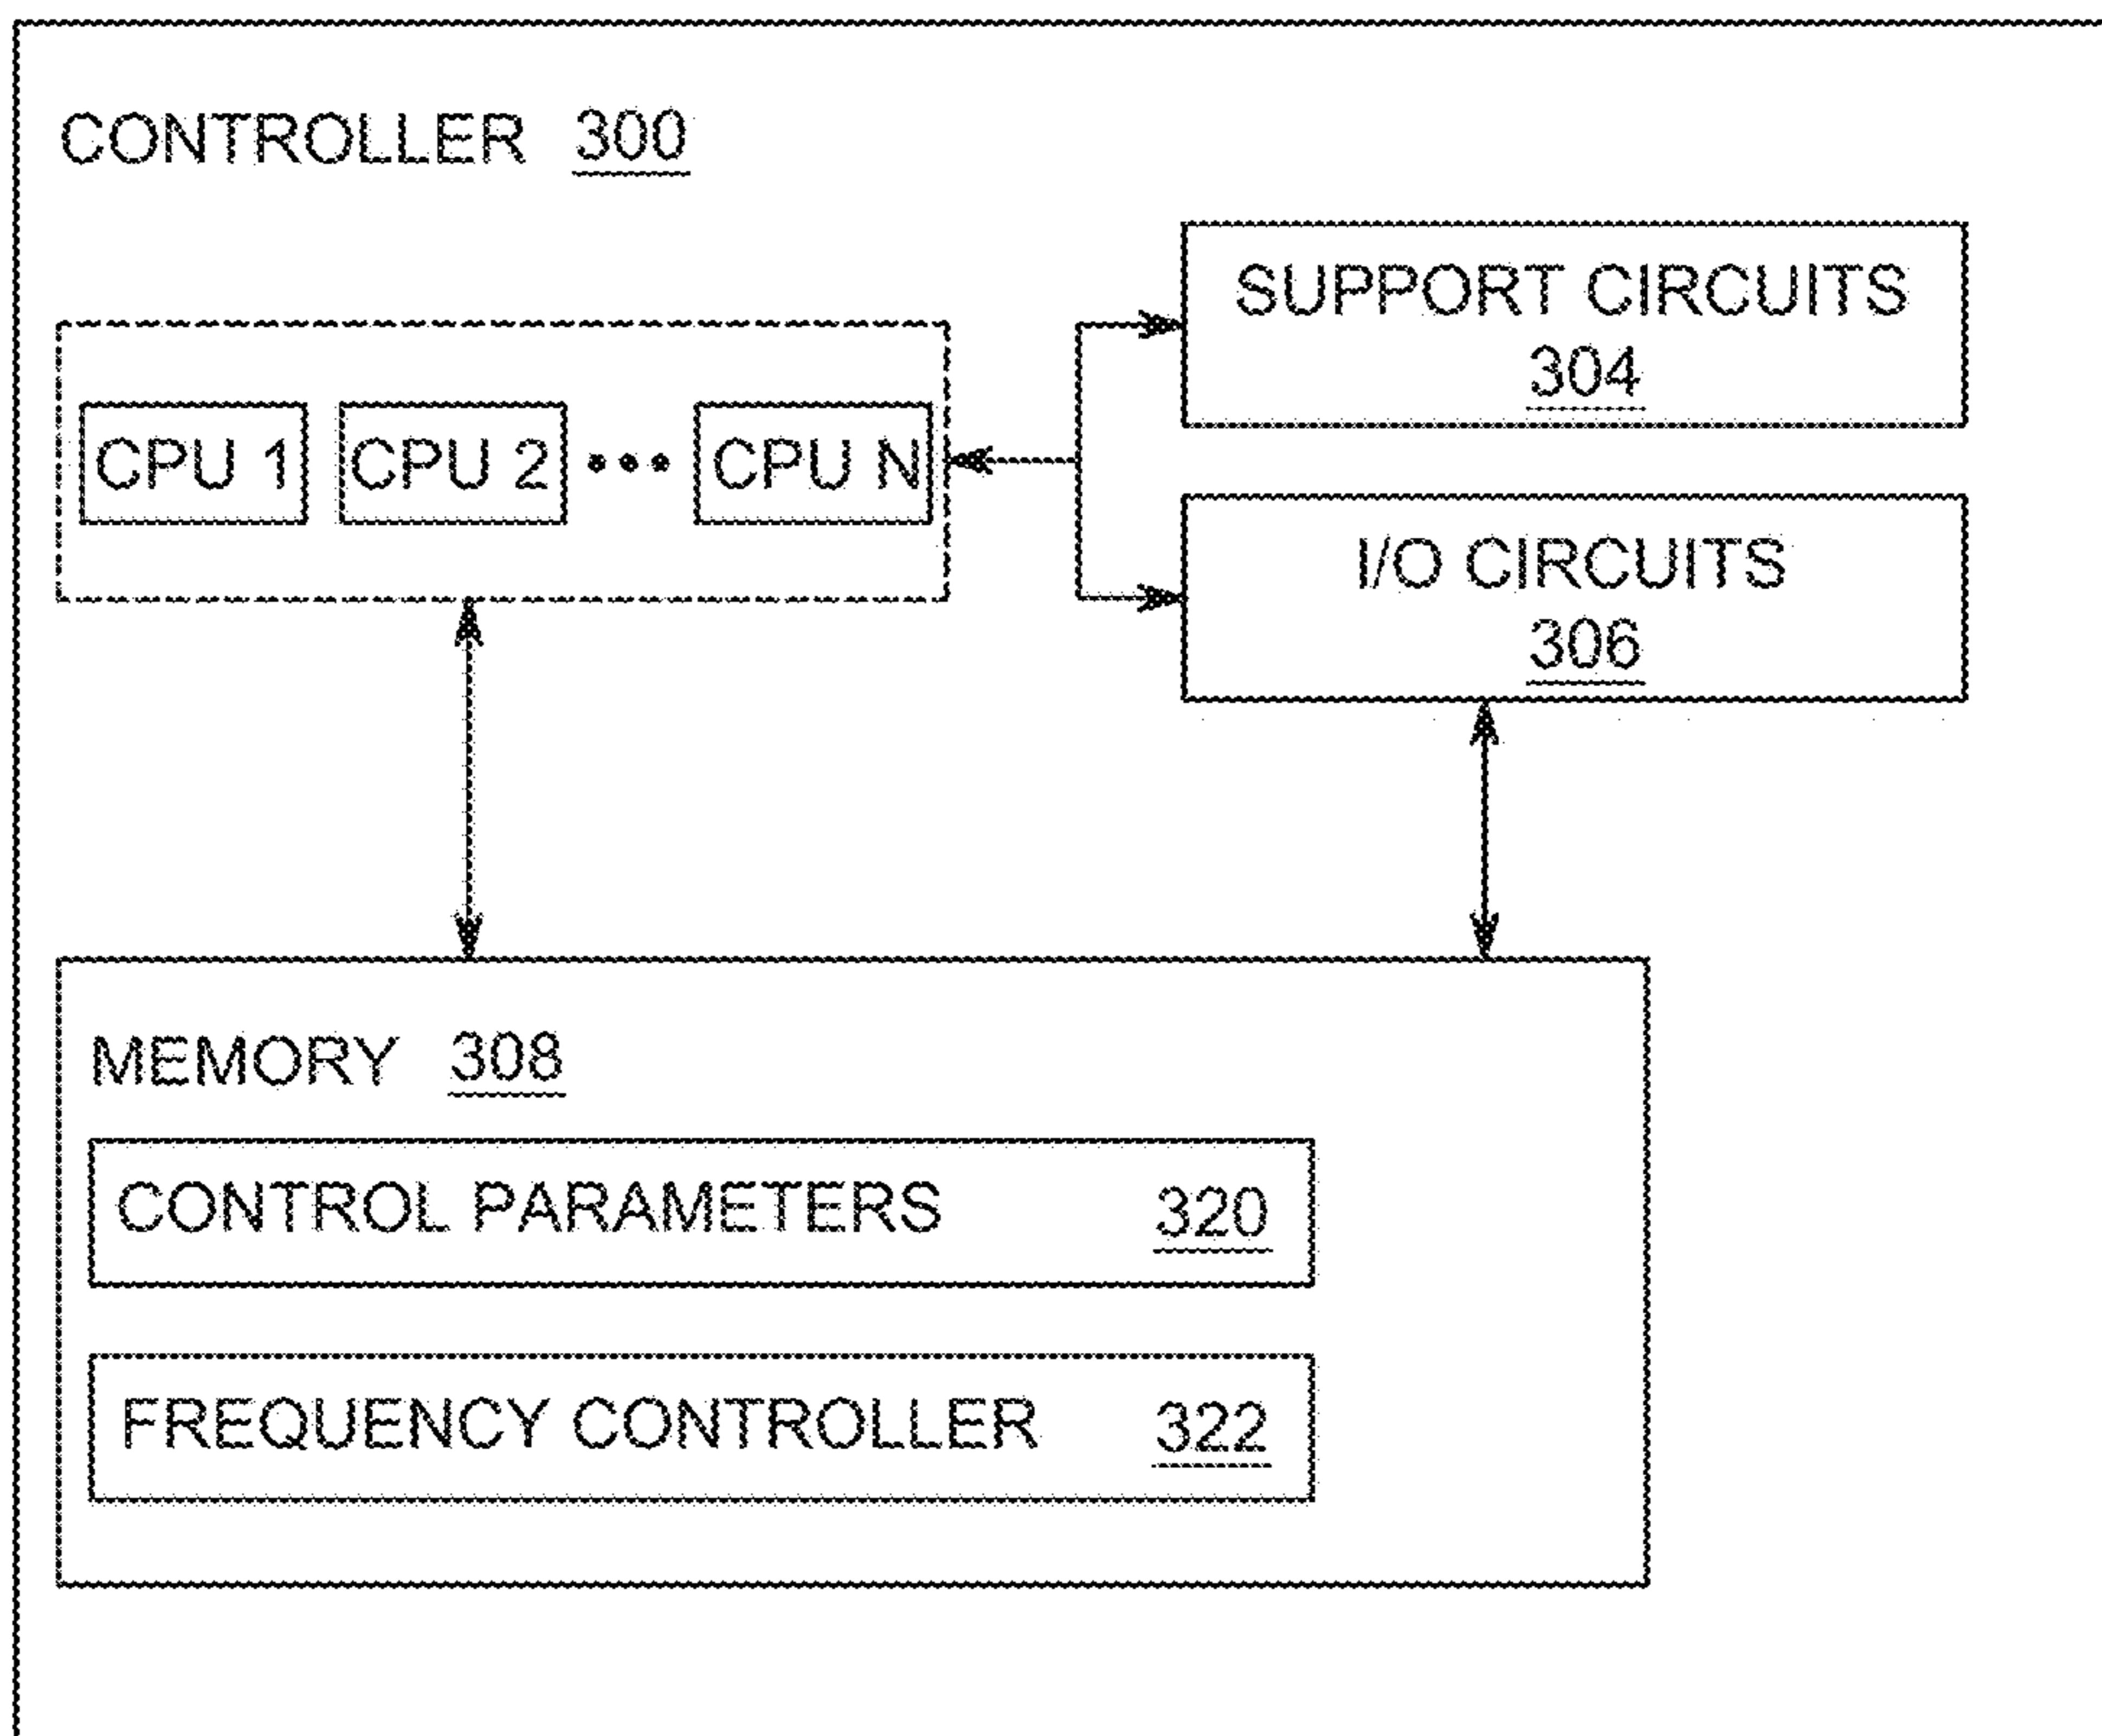 CONTROLLER 300
SUPPORT CIRCUITS
304
CPU 1 CPU 2 ••• CPU N
I/O CIRCUITS
306
MEMORY 308
CONTROL PARAMETERS 320
FREQUENCY CONTROLLER 322